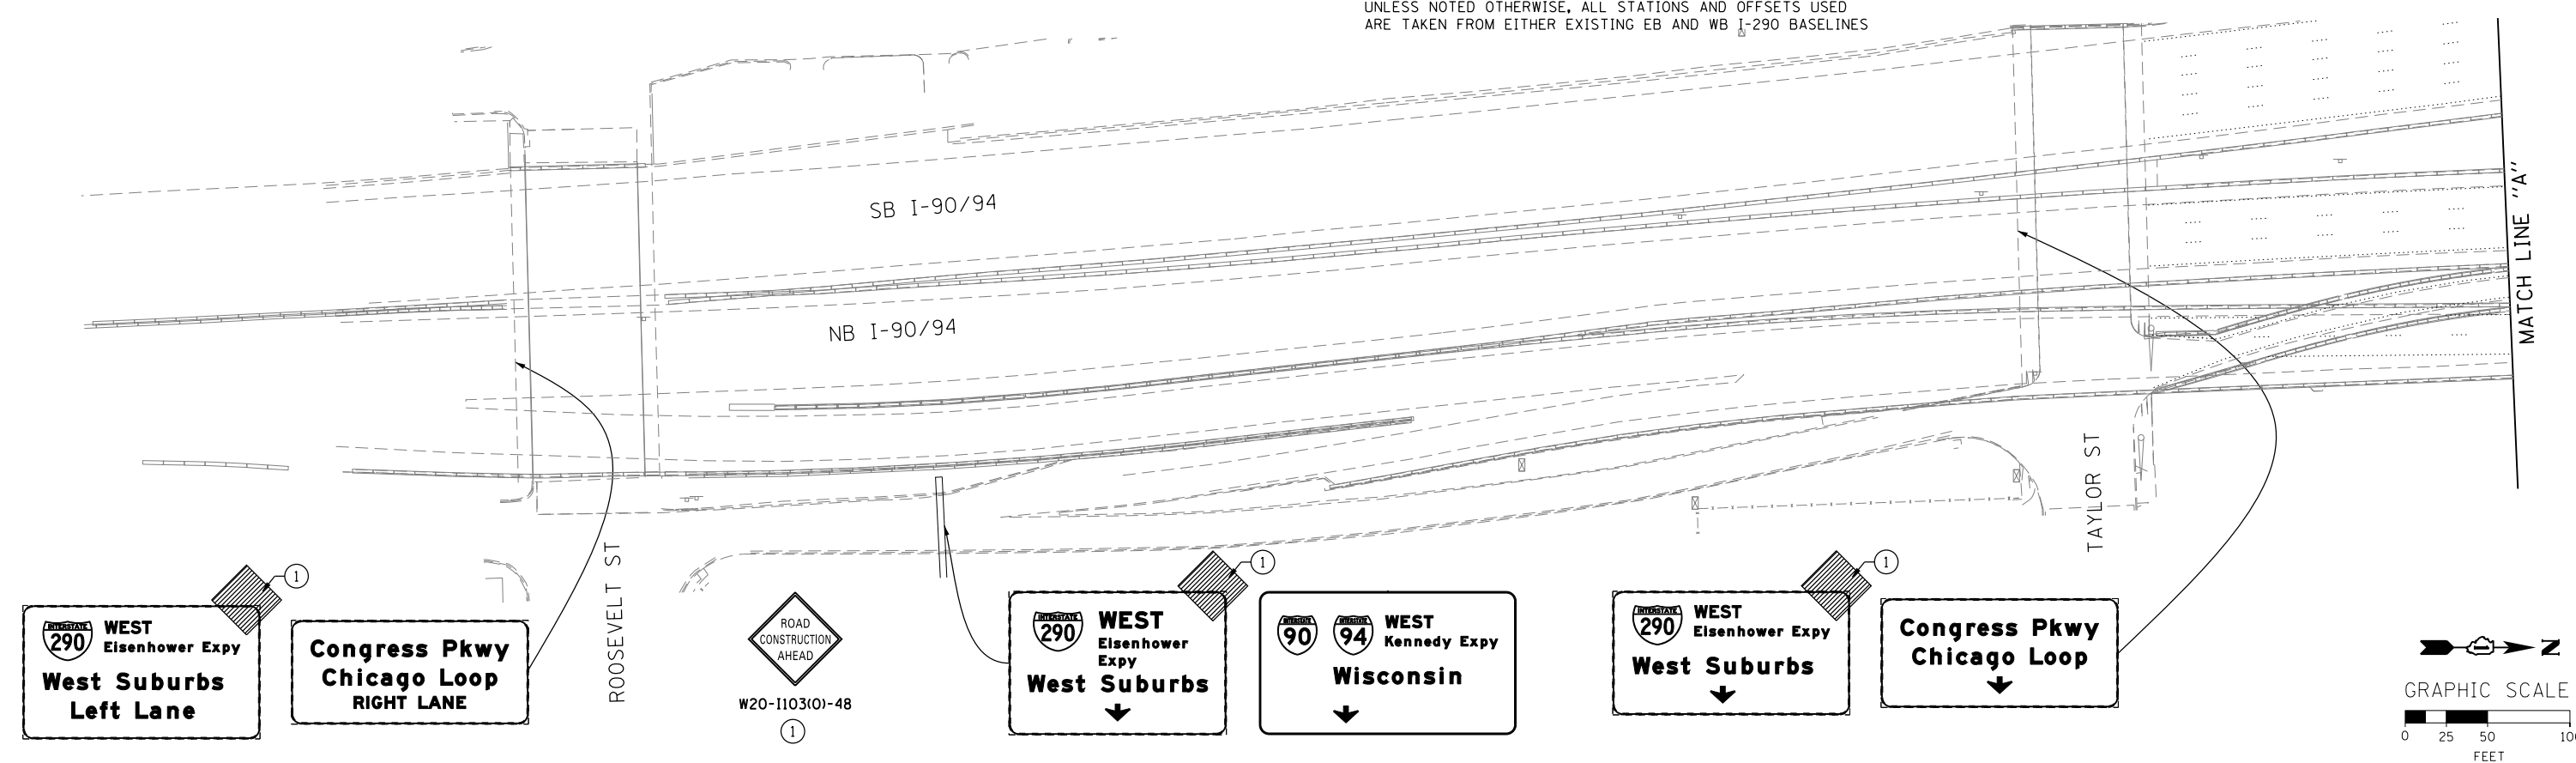 UNLESS NOTED OTHERWISE, ALL STATIONS AND OFFSETS USED
ARE TAKEN FROM EITHER EXISTING EB AND WB I-290 BASELINES
SB I-90/94
NB I-90/94
MATCH LINE "A"
ROOSEVELT ST
TAYLOR ST
1
INTERSTATE
290
WEST
Eisenhower Expy
West Suburbs
Left Lane
Congress Pkwy
Chicago Loop
RIGHT LANE
ROAD
CONSTRUCTION
AHEAD
W20-I103(0)-48
1
1
INTERSTATE
290
WEST
Eisenhower
Expy
West Suburbs
INTERSTATE
90
INTERSTATE
94
WEST
Kennedy Expy
Wisconsin
1
INTERSTATE
290
WEST
Eisenhower Expy
West Suburbs
Congress Pkwy
Chicago Loop
N
GRAPHIC SCALE
0 25 50 100
FEET